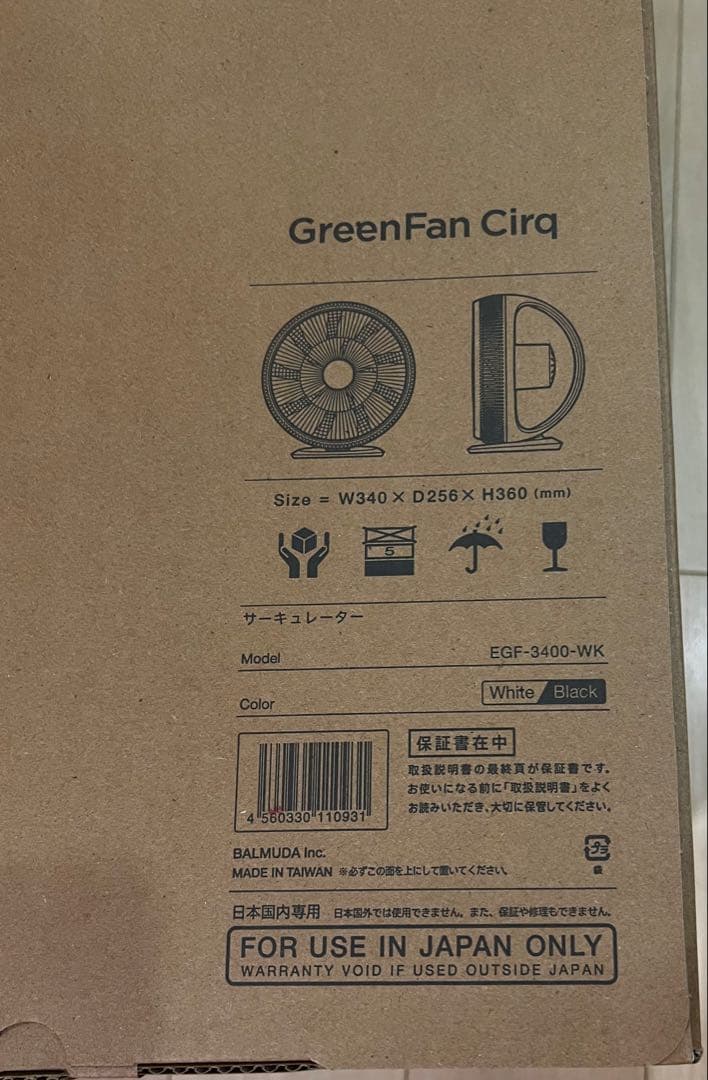 GreenFan Cirq
Size = W340 × D256 × H360 (mm)
5
サーキュレーター
Model EGF-3400-WK
Color White/Black
4 560330 110931
保証書在中
取扱説明書の最終頁が保証書です。
お使いになる前に「取扱説明書」をよく
お読みいただき、大切に保管してください。
BALMUDA Inc.
MADE IN TAIWAN ※必ずこの面を上にして置いてください。
プラ
袋
日本国内専用 日本国外では使用できません。また、保証や修理もできません。
FOR USE IN JAPAN ONLY
WARRANTY VOID IF USED OUTSIDE JAPAN